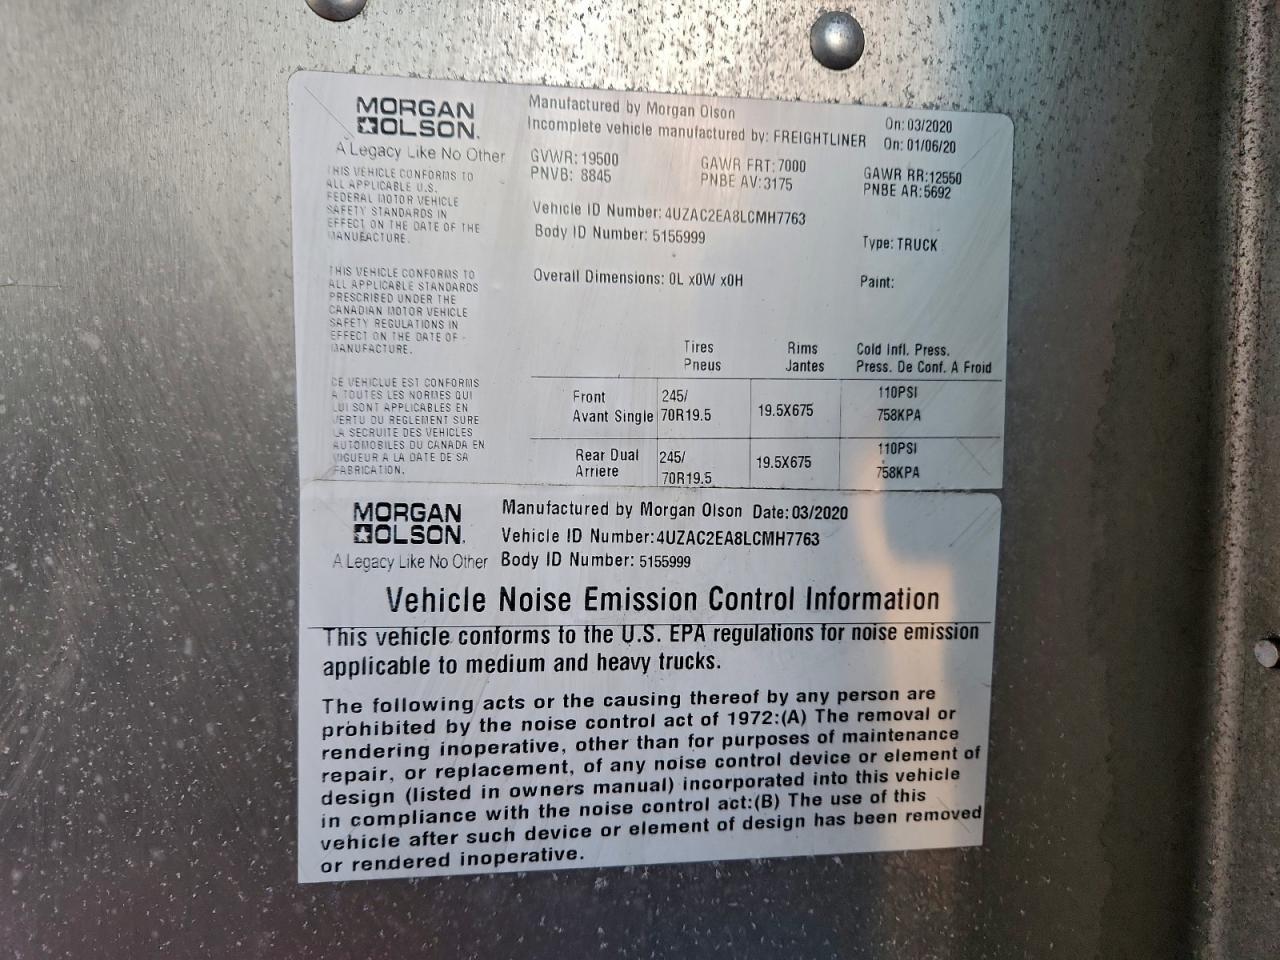 MORGAN
OLSON.
A Legacy Like No Other
Manufactured by Morgan Olson On: 03/2020
Incomplete vehicle manufactured by: FREIGHTLINER On: 01/06/20
GVWR: 19500 GAWR FRT: 7000 GAWR RR:12550
PNVB: 8845 PNBE AV:3175 PNBE AR:5692
Vehicle ID Number: 4UZAC2EA8LCMH7763
Body ID Number: 5155999 Type: TRUCK
Overall Dimensions: 0L x0W x0H Paint:
THIS VEHICLE CONFORMS TO
ALL APPLICABLE U.S.
FEDERAL MOTOR VEHICLE
SAFETY STANDARDS IN
EFFECT ON THE DATE OF THE
MANUFACTURE.
THIS VEHICLE CONFORMS TO
ALL APPLICABLE STANDARDS
PRESCRIBED UNDER THE
CANADIAN MOTOR VEHICLE
SAFETY REGULATIONS IN
EFFECT ON THE DATE OF
MANUFACTURE.
CE VEHICLUE EST CONFORMS
A TOUTES LES NORMES QUI
LUI SONT APPLICABLES EN
VERTU DU REGLEMENT SURE
LA SECRUITE DES VEHICLES
AUTOMOBILES DU CANADA EN
VIGUEUR A LA DATE DE SA
FABRICATION.
Tires Rims Cold Infl. Press.
Pneus Jantes Press. De Conf. A Froid
Front 245/ 110PSI
Avant Single 70R19.5 19.5X675 758KPA
Rear Dual 245/ 19.5X675 110PSI
Arriere 70R19.5 758KPA
MORGAN
OLSON.
A Legacy Like No Other
Manufactured by Morgan Olson Date: 03/2020
Vehicle ID Number: 4UZAC2EA8LCMH7763
Body ID Number: 5155999
Vehicle Noise Emission Control Information
This vehicle conforms to the U.S. EPA regulations for noise emission
applicable to medium and heavy trucks.
The following acts or the causing thereof by any person are
prohibited by the noise control act of 1972:(A) The removal or
rendering inoperative, other than for purposes of maintenance
repair, or replacement, of any noise control device or element of
design (listed in owners manual) incorporated into this vehicle
in compliance with the noise control act:(B) The use of this
vehicle after such device or element of design has been removed
or rendered inoperative.